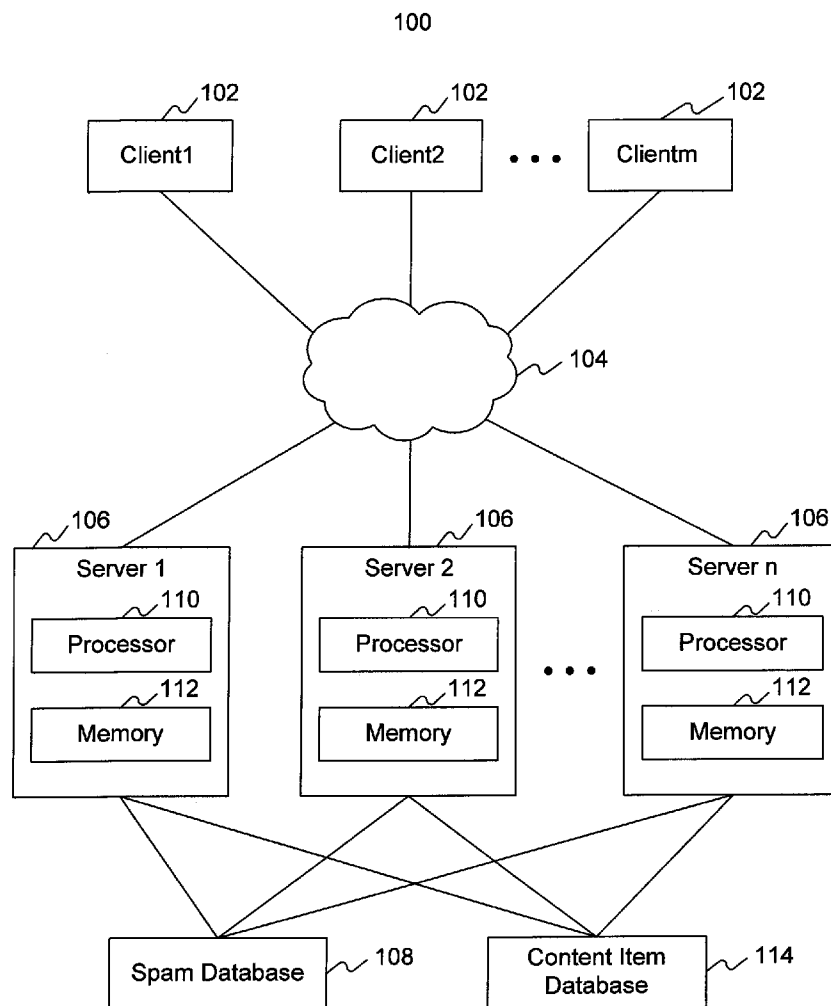 100
102 102 102
Client1 Client2 • • • Clientm
104
106 106 106
Server 1 Server 2 Server n
110 110 110
Processor Processor Processor
• • •
112 112 112
Memory Memory Memory
Spam Database 108 Content Item 114
Database